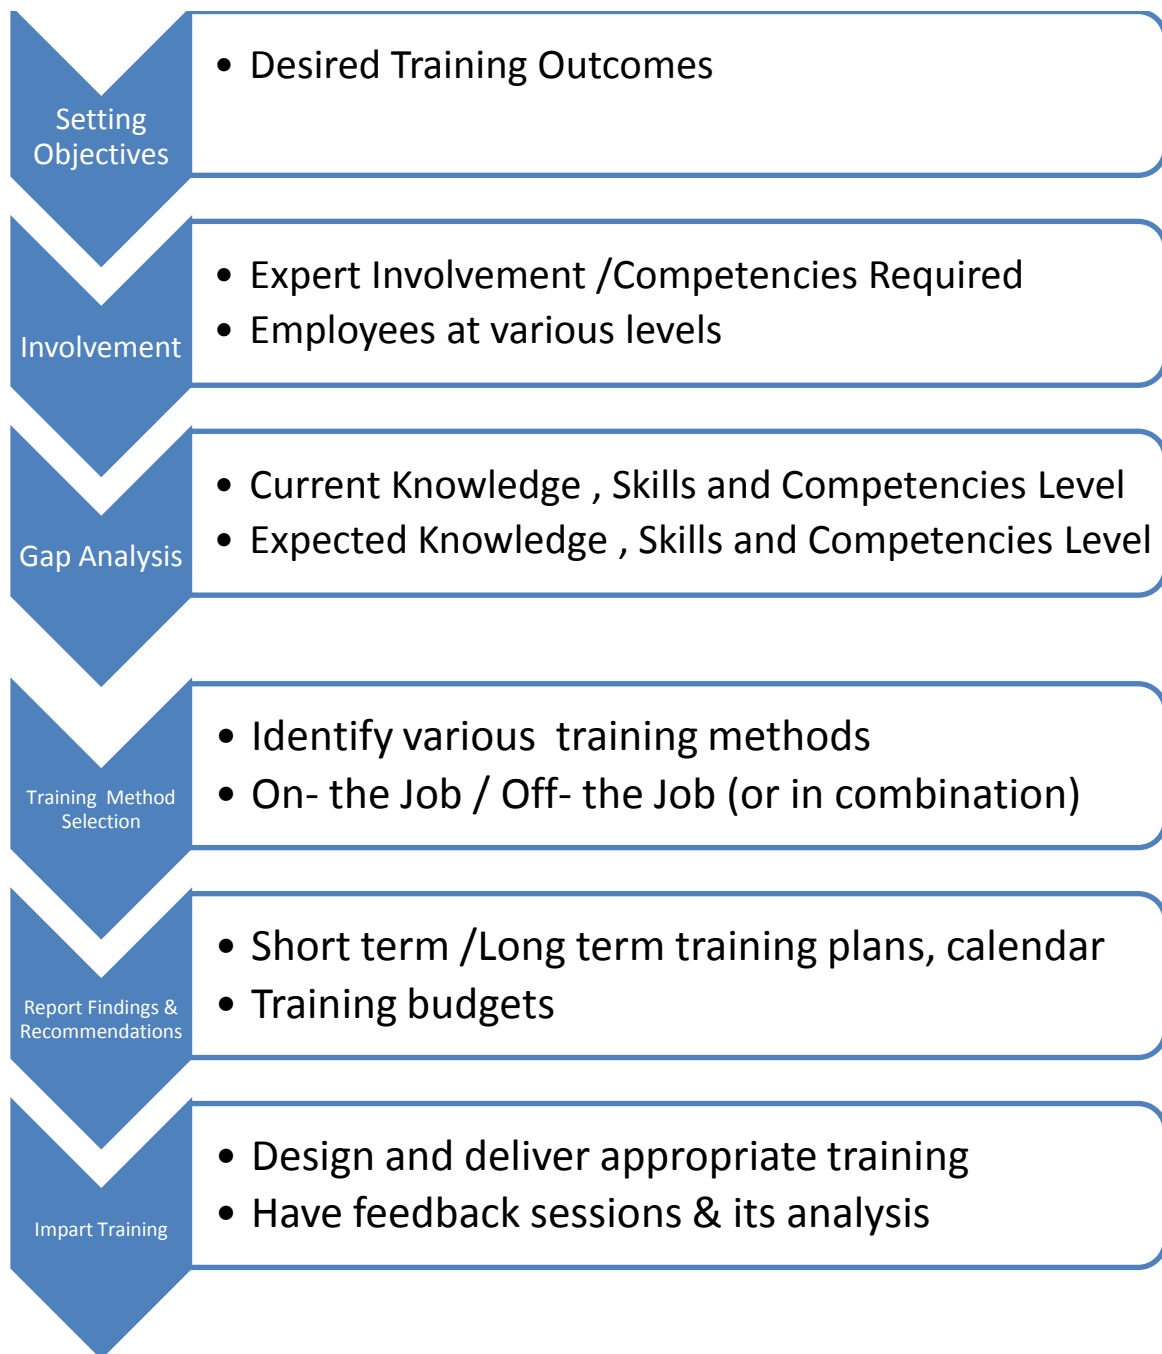 Setting
Objectives
• Desired Training Outcomes
Involvement
• Expert Involvement /Competencies Required
• Employees at various levels
Gap Analysis
• Current Knowledge , Skills and Competencies Level
• Expected Knowledge , Skills and Competencies Level
Training Method
Selection
• Identify various training methods
• On- the Job / Off- the Job (or in combination)
Report Findings &
Recommendations
• Short term /Long term training plans, calendar
• Training budgets
Impart Training
• Design and deliver appropriate training
• Have feedback sessions & its analysis